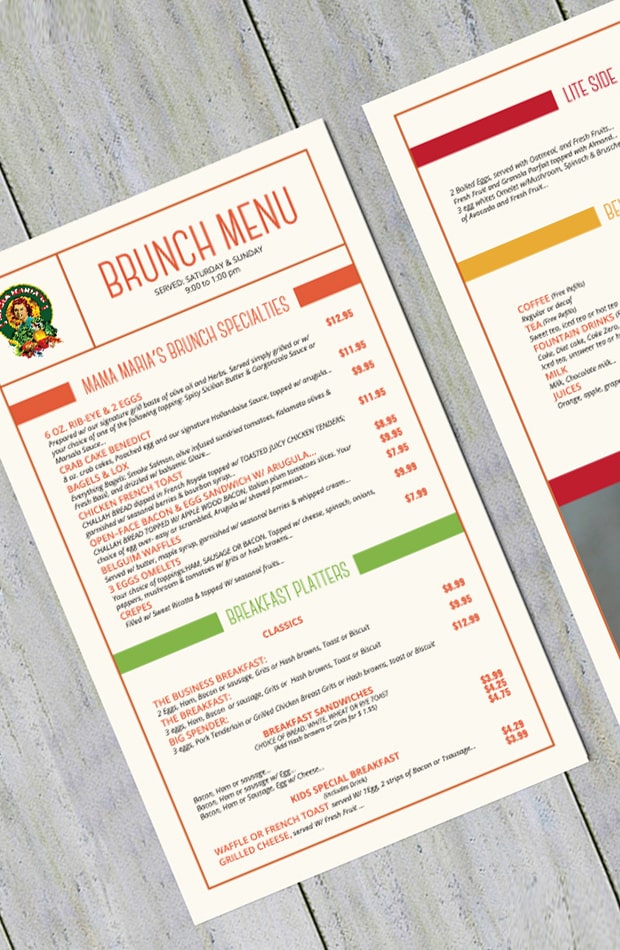 BRUNCH MENU
SERVED: SATURDAY & SUNDAY
9:00 to 1:00 pm
MAMA MARIA'S BRUNCH SPECIALTIES
6 OZ. RIB-EYE & 2 EGGS
$12.95
Prepared w/ our signature grill baste of olive oil and Herbs. Served simply grilled or w/
your choice of one of the following topping: Spicy Sicilian Butter & Gorgonzola Sauce or
Marsala Sauce...
CRAB CAKE BENEDICT
$11.95
8 oz. crab cakes, Poached egg and our signature Hollandaise Sauce, topped w/ arugula...
BAGELS & LOX
$9.95
Everything Bagels: Smoke Salmon, olive infused sundried tomatoes, Kalamata olives &
Fresh Basil, and drizzled w/ balsamic Glaze...
CHICKEN FRENCH TOAST
$11.95
CHALLAH BREAD dipped in French Royale topped w/ TOASTED JUICY CHICKEN TENDERS;
garnished w/ seasonal berries & bourbon syrup...
$8.95
OPEN-FACE BACON & EGG SANDWICH W/ ARUGULA...
$9.95
CHALLAH BREAD TOPPED W/ APPLE WOOD BACON, Italian plum tomatoes slices. Your
choice of egg over- easy or scrambled, Arugula w/ shaved parmesan...
$7.95
BELGUIM WAFFLES
Served w/ butter, maple syrup, garnished w/ seasonal berries & whipped cream...
$9.99
3 EGGS OMELETS
Your choice of toppings:HAM, SAUSAGE OR BACON. Topped w/ cheese, spinach, onions,
peppers, mushroom & tomatoes w/ grits or hash browns...
$7.99
CREPES
Filled w/ Sweet Ricotta & topped W/ seasonal fruits...
BREAKFAST PLATTERS
CLASSICS
THE BUSINESS BREAKFAST:
$8.99
2 Eggs, Ham, Bacon or sausage, Grits or Hash browns, Toast or Biscuit
THE BREAKFAST:
$9.95
3 eggs, Ham, Bacon or sausage, Grits or Hash browns, Toast or Biscuit
BIG SPENDER:
$12.99
3 eggs, Pork Tenderloin or Grilled Chicken Breast Grits or Hash browns, toast or Biscuit
BREAKFAST SANDWICHES
CHOICE OF BREAD: WHITE, WHEAT OR RYE TOAST
(Add Hash browns or Grits for $ 1.95)
Bacon, Ham or sausage...
$3.99
Bacon, Ham or sausage w/ Egg...
$4.25
Bacon, Ham or Sausage, Egg w/ Cheese...
$4.75
KIDS SPECIAL BREAKFAST
(Includes Drink)
WAFFLE OR FRENCH TOAST served W/ 1Egg, 2 strips of Bacon or Tsausage...
$4.29
GRILLED CHEESE, served W/ Fresh Fruit ...
$3.99
LITE SIDE
2 Boiled Eggs, served with Oatmeal, and Fresh Fruits...
Fresh Fruit and Granola Parfait topped with Almond...
3 egg whites Omelet w/Mushroom, Spinach & Brusche
of Avocado and Fresh Fruit...
BE
COFFEE (Free Refills)
Regular or decaf
TEA (Free Refills)
Sweet tea, iced tea or hot tea
FOUNTAIN DRINKS (F
Coke, Diet cake, Coke Zero,
Iced tea, unsweet tea or h
MILK
Milk, Chocolate milk...
JUICES
Orange, apple, grape